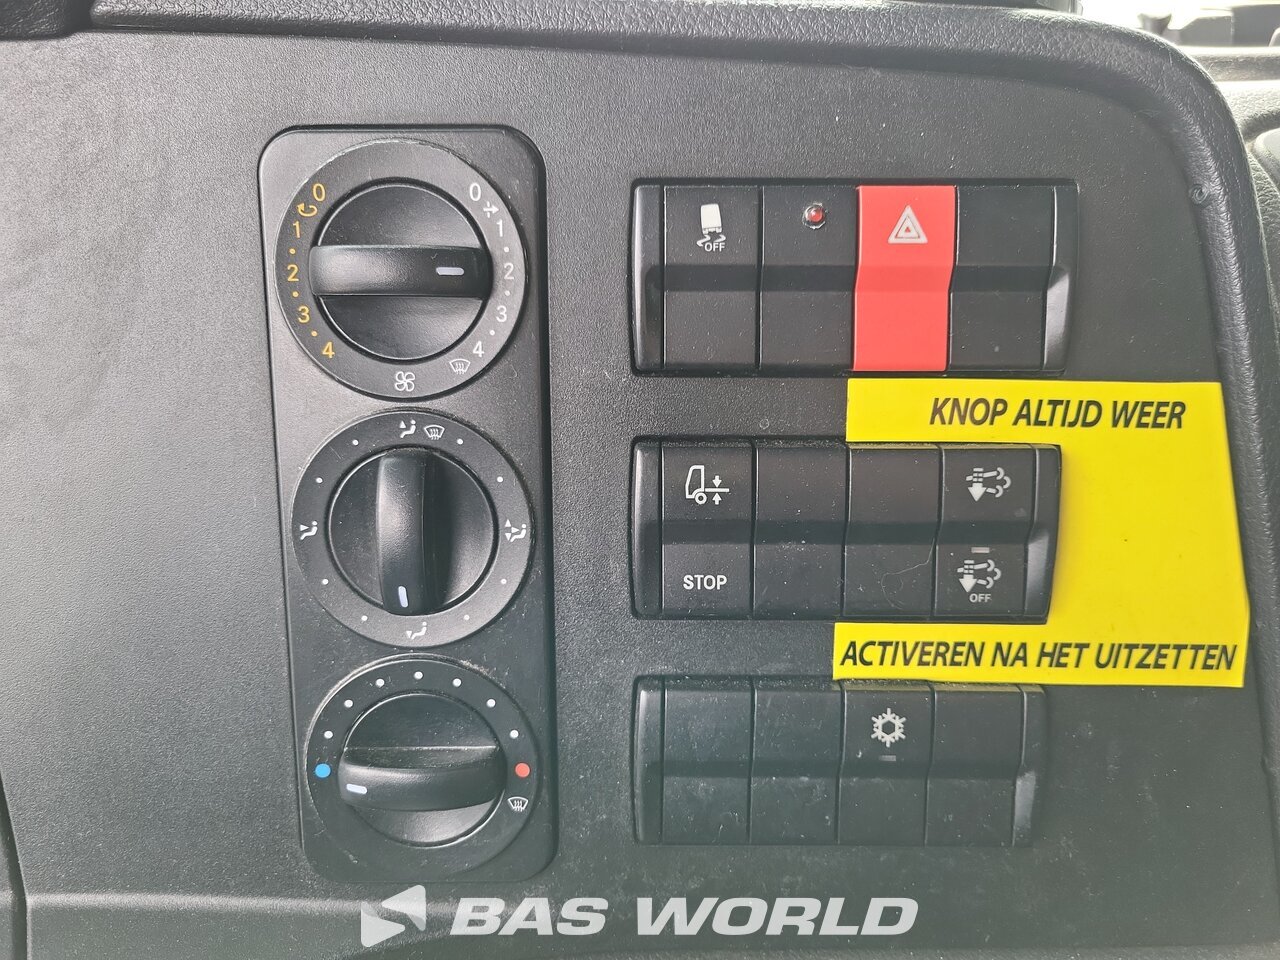 0 0
1 1
2 2
3 3
4 4
OFF
KNOP ALTIJD WEER
STOP
OFF
ACTIVEREN NA HET UITZETTEN
BAS WORLD